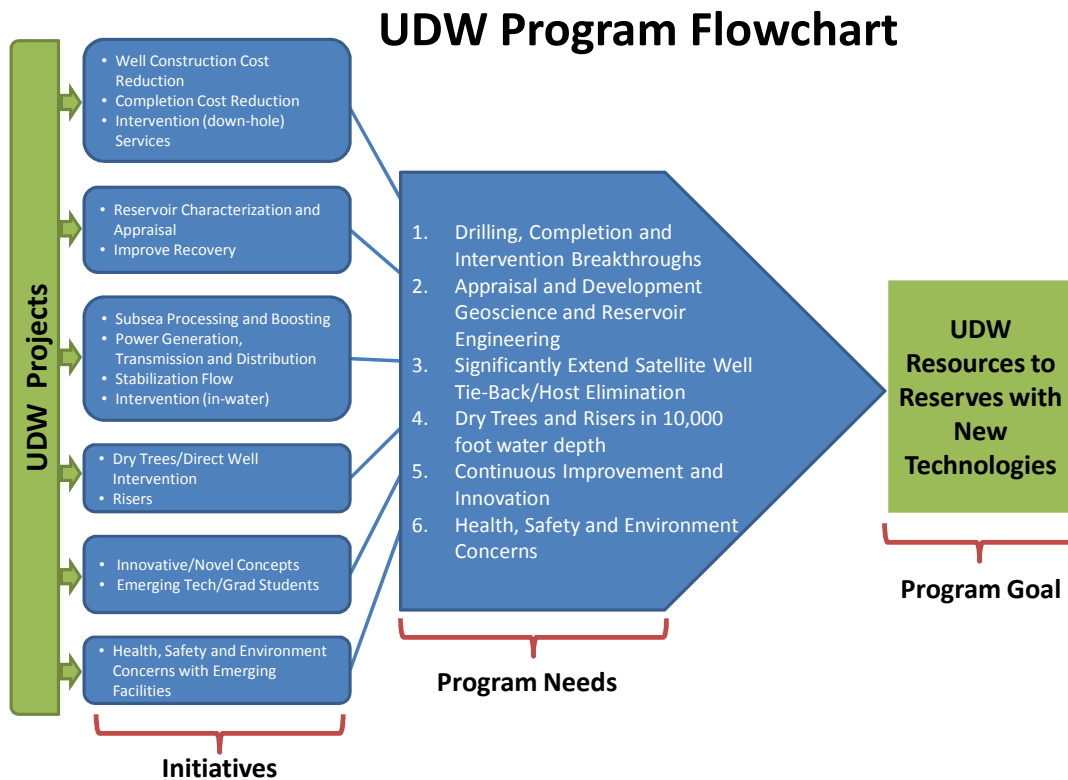 UDW Program Flowchart
UDW Projects
• Well Construction Cost
Reduction
• Completion Cost Reduction
• Intervention (down-hole)
Services
• Reservoir Characterization and
Appraisal
• Improve Recovery
• Subsea Processing and Boosting
• Power Generation,
Transmission and Distribution
• Stabilization Flow
• Intervention (in-water)
• Dry Trees/Direct Well
Intervention
• Risers
• Innovative/Novel Concepts
• Emerging Tech/Grad Students
• Health, Safety and Environment
Concerns with Emerging
Facilities
Initiatives
1. Drilling, Completion and
Intervention Breakthroughs
2. Appraisal and Development
Geoscience and Reservoir
Engineering
3. Significantly Extend Satellite Well
Tie-Back/Host Elimination
4. Dry Trees and Risers in 10,000
foot water depth
5. Continuous Improvement and
Innovation
6. Health, Safety and Environment
Concerns
Program Needs
UDW
Resources to
Reserves with
New
Technologies
Program Goal